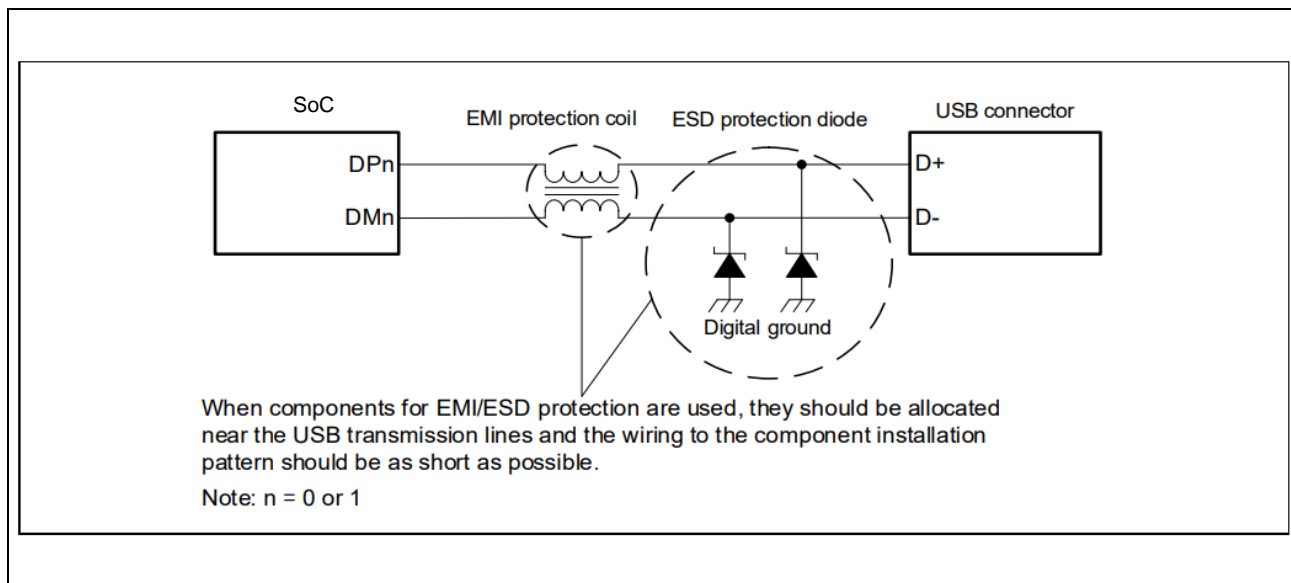 SoC
EMI protection coil
ESD protection diode
USB connector
DPn
D+
DMn
D-
Digital ground
When components for EMI/ESD protection are used, they should be allocated
near the USB transmission lines and the wiring to the component installation
pattern should be as short as possible.
Note: n = 0 or 1